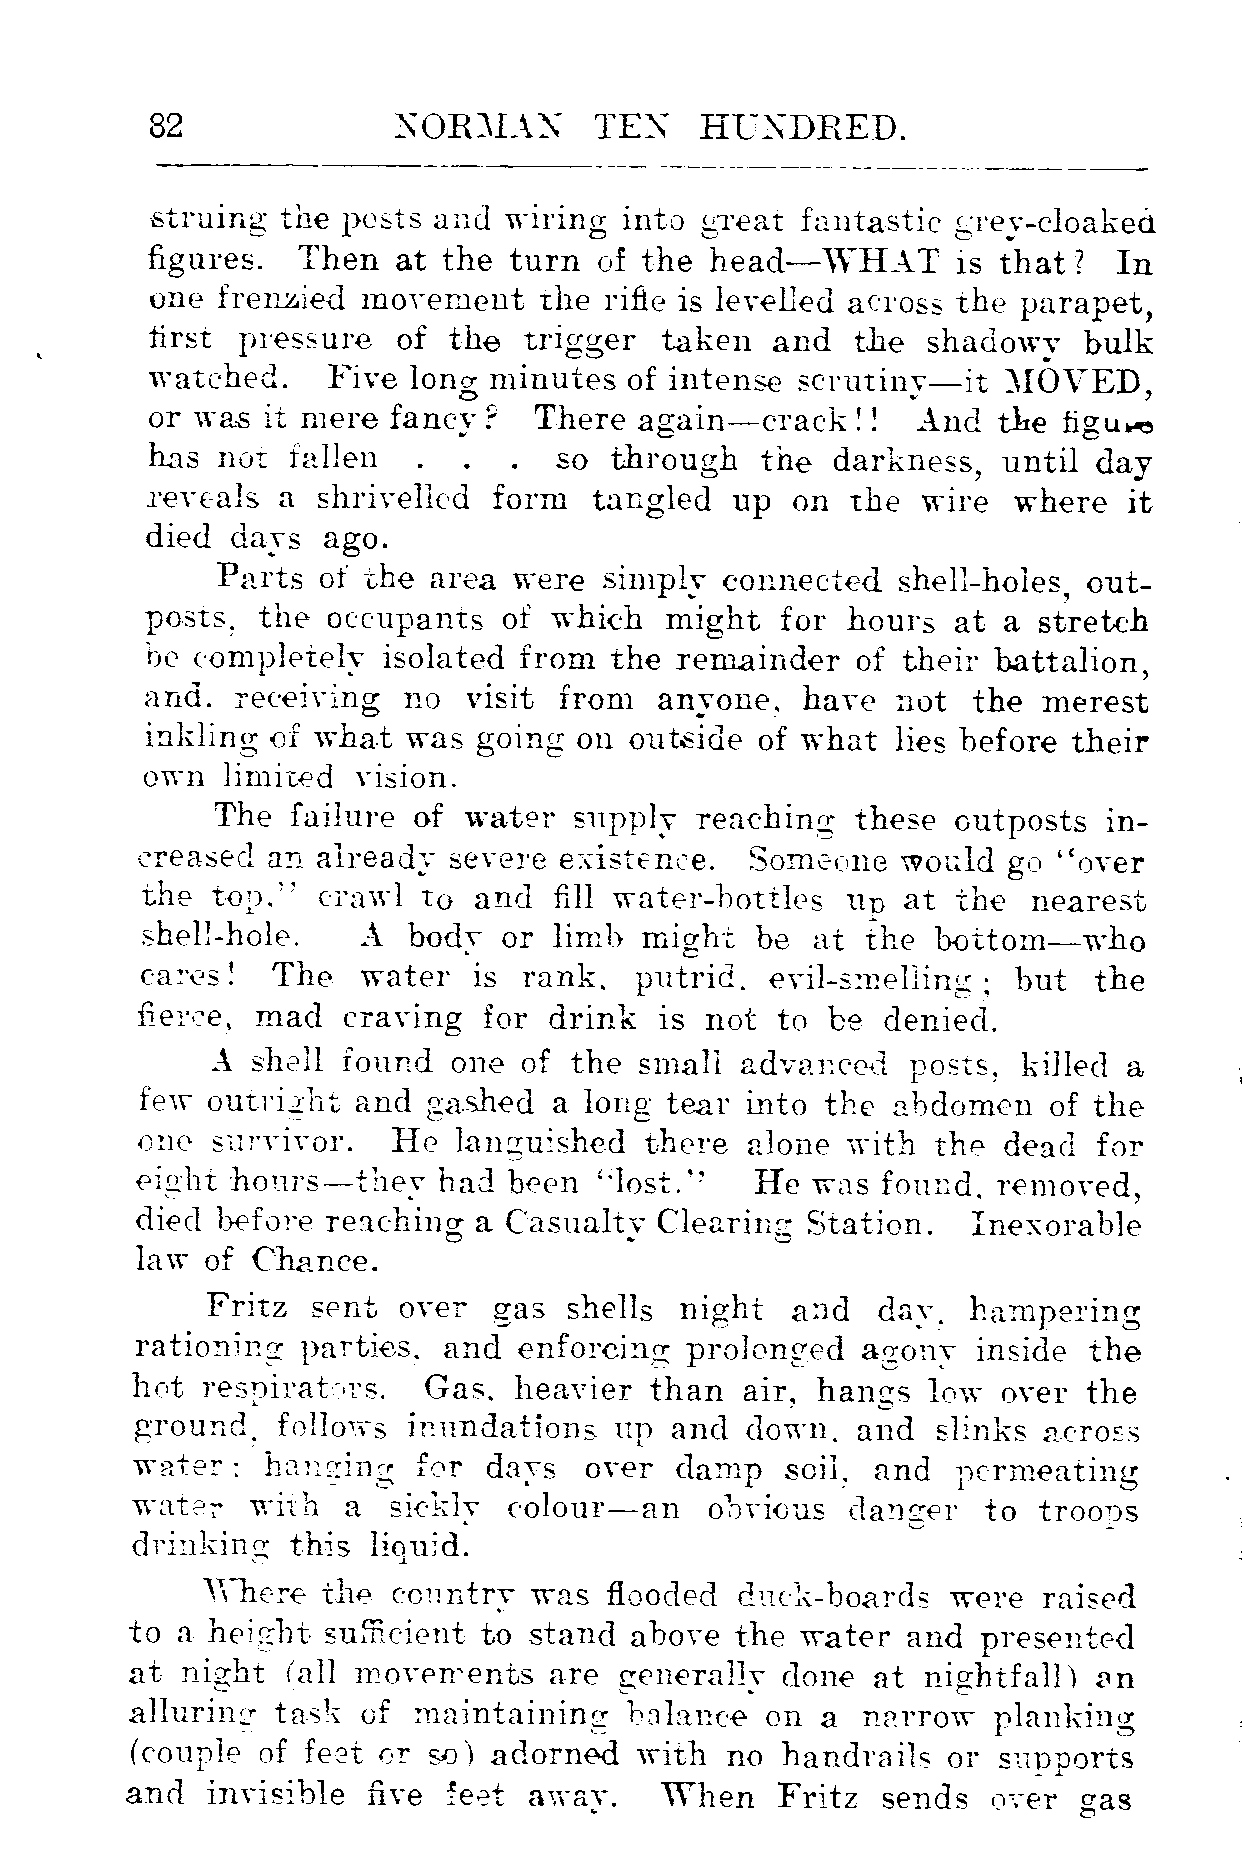 82 NORMAN TEN HUNDRED.
struing the posts and wiring into great fantastic grey-cloaked
figures. Then at the turn of the head—WHAT is that? In
one frenzied movement the rifle is levelled across the parapet,
first pressure of the trigger taken and the shadowy bulk
watched. Five long minutes of intense scrutiny—it MOVED,
or was it mere fancy? There again—crack!! And the figure
has not fallen . . . so through the darkness, until day
reveals a shrivelled form tangled up on the wire where it
died days ago.
Parts of the area were simply connected shell-holes, out-
posts, the occupants of which might for hours at a stretch
be completely isolated from the remainder of their battalion,
and, receiving no visit from anyone, have not the merest
inkling of what was going on outside of what lies before their
own limited vision.
The failure of water supply reaching these outposts in-
creased an already severe existence. Someone would go "over
the top," crawl to and fill water-bottles up at the nearest
shell-hole. A body or limb might be at the bottom—who
cares! The water is rank, putrid, evil-smelling; but the
fierce, mad craving for drink is not to be denied.
A shell found one of the small advanced posts, killed a
few outright and gashed a long tear into the abdomen of the
one survivor. He languished there alone with the dead for
eight hours—they had been "lost." He was found, removed,
died before reaching a Casualty Clearing Station. Inexorable
law of Chance.
Fritz sent over gas shells night and day, hampering
rationing parties, and enforcing prolonged agony inside the
hot respirators. Gas, heavier than air, hangs low over the
ground, follows inundations up and down, and slinks across
water; hanging for days over damp soil, and permeating
water with a sickly colour—an obvious danger to troops
drinking this liquid.
Where the country was flooded duck-boards were raised
to a height sufficient to stand above the water and presented
at night (all movements are generally done at nightfall) an
alluring task of maintaining balance on a narrow planking
(couple of feet or so) adorned with no handrails or supports
and invisible five feet away. When Fritz sends over gas